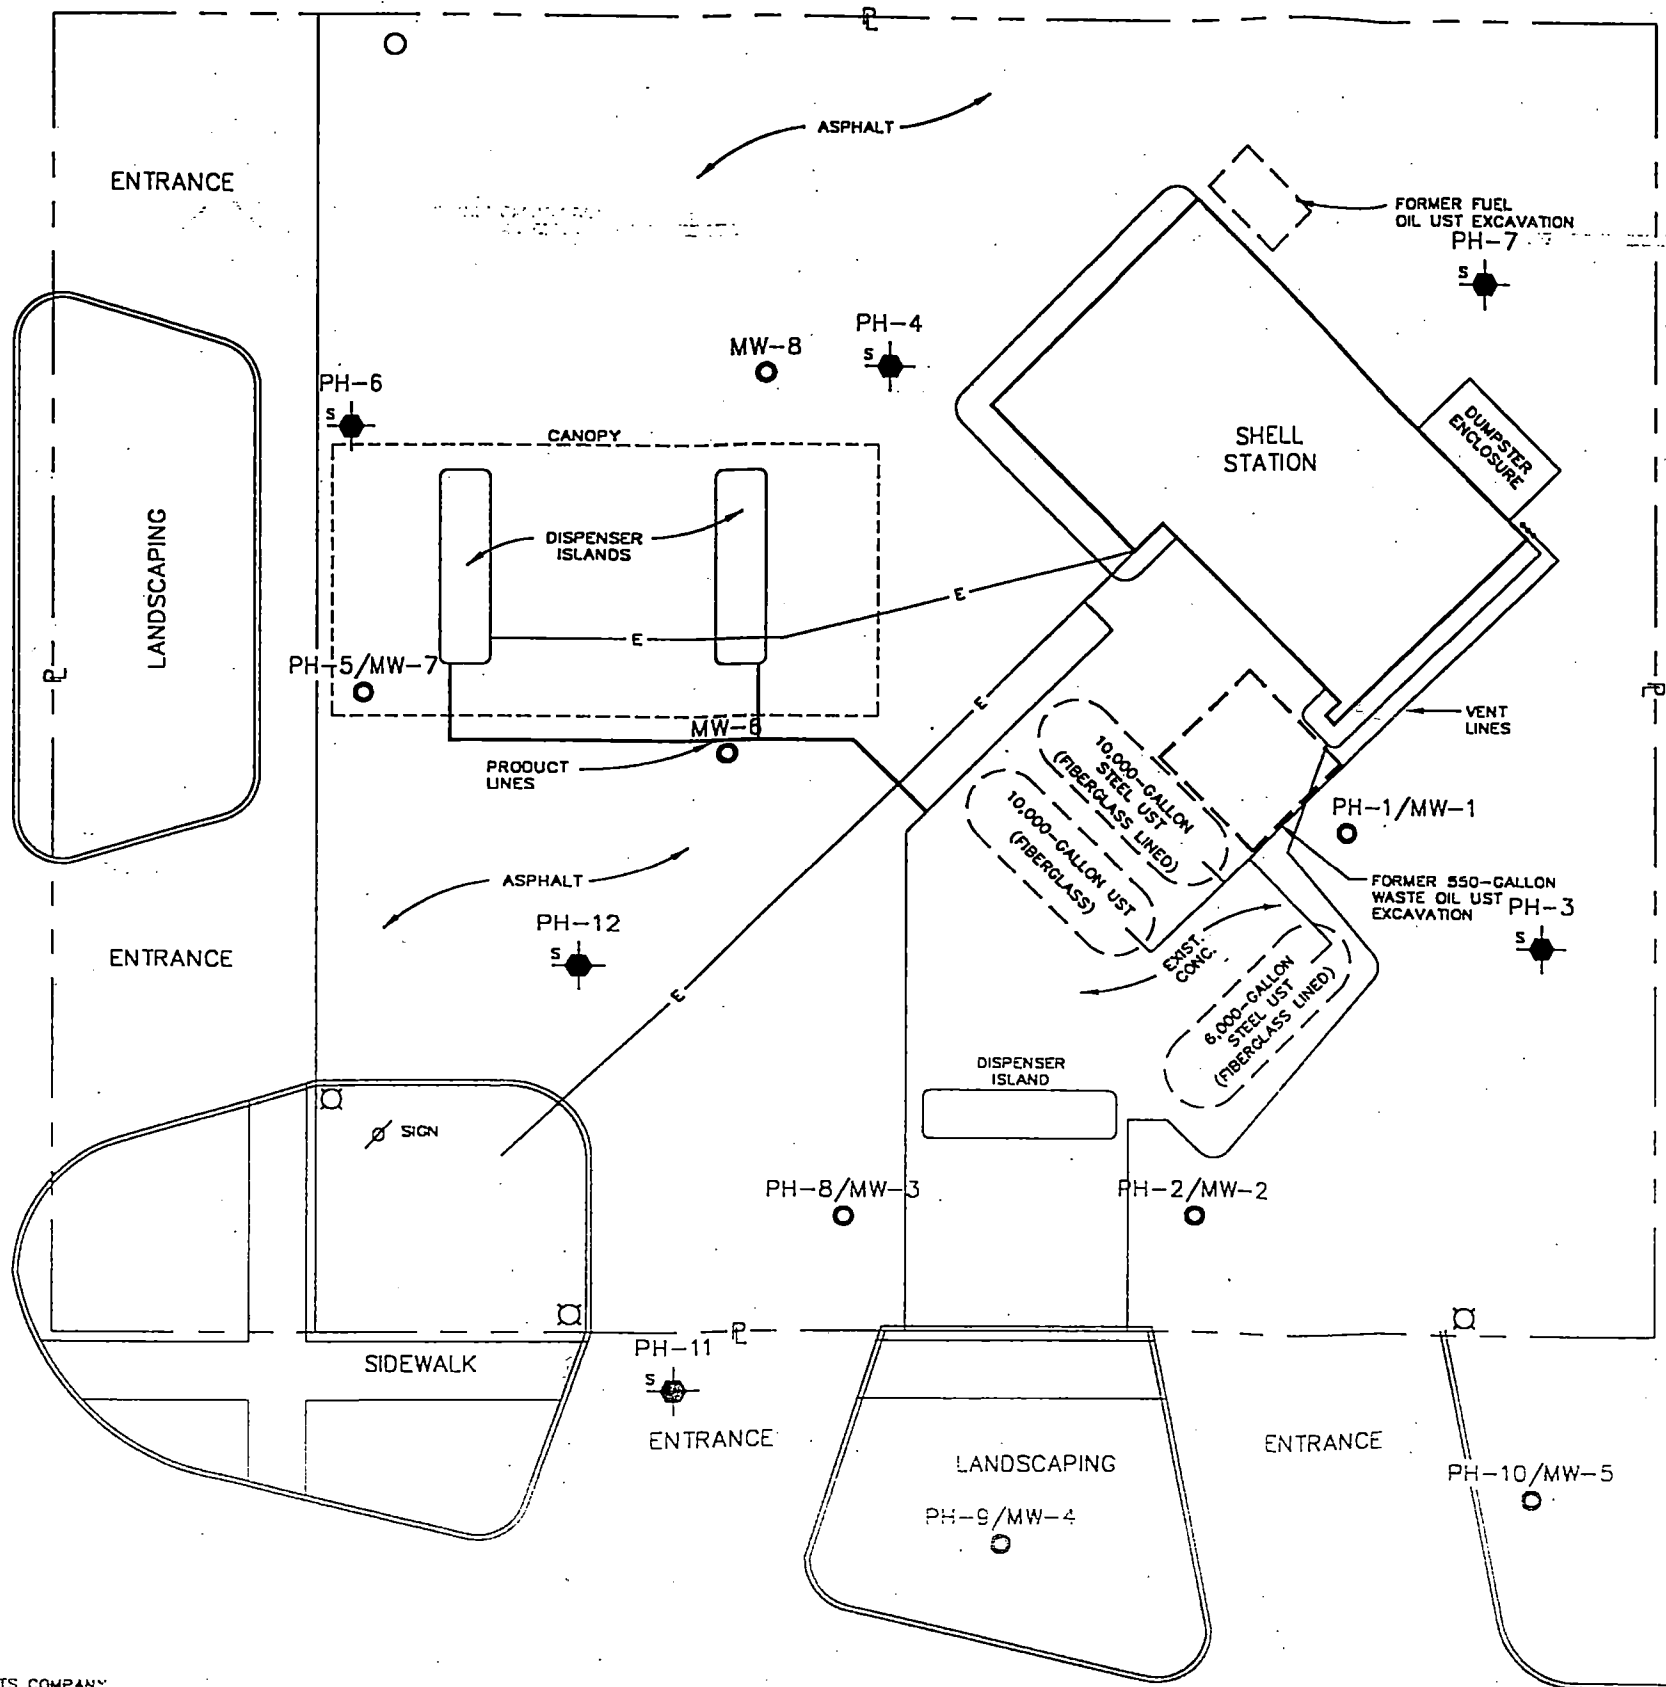 PL
ASPHALT
ENTRANCE
FORMER FUEL
OIL UST EXCAVATION
PH-7
S
PH-4
S
MW-8
PH-6
S
CANOPY
SHELL
STATION
DUMPSTER
ENCLOSURE
LANDSCAPING
DISPENSER
ISLANDS
E
E
PL
PH-5/MW-7
PL
E
VENT
LINES
MW-6
PRODUCT
LINES
10,000-GALLON
STEEL UST
(FIBERGLASS LINED)
10,000-GALLON UST
(FIBERGLASS)
PH-1/MW-1
ASPHALT
FORMER 550-GALLON
WASTE OIL UST
EXCAVATION
PH-3
S
PH-12
S
ENTRANCE
EXIST.
CONC.
E
6,000-GALLON
STEEL UST
(FIBERGLASS LINED)
DISPENSER
ISLAND
SIGN
PH-8/MW-3
PH-2/MW-2
PL
PH-11
S
SIDEWALK
ENTRANCE
LANDSCAPING
ENTRANCE
PH-10/MW-5
PH-9/MW-4
TS COMPANY